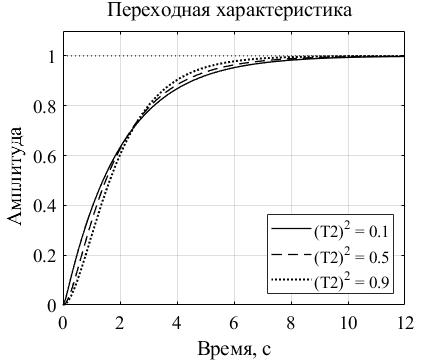 Переходная характеристика
Амплитуда
1
0.8
0.6
0.4
0.2
0
(T2)² = 0.1
(T2)² = 0.5
(T2)² = 0.9
0 2 4 6 8 10 12
Время, с